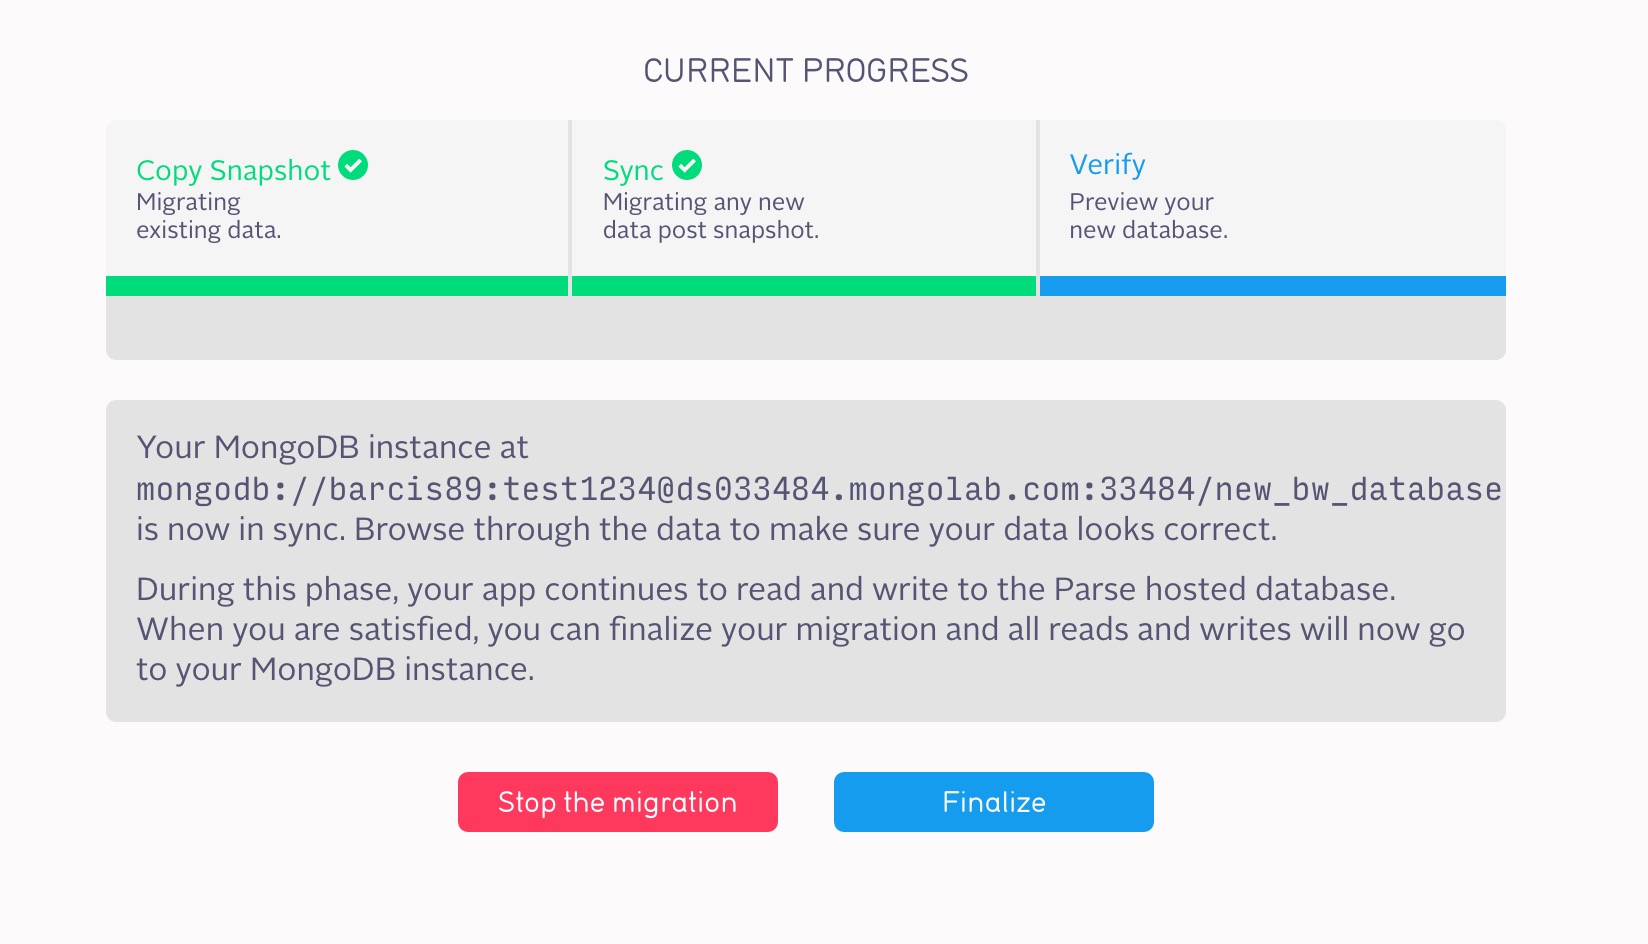 CURRENT PROGRESS
Copy Snapshot
Migrating
existing data.
Sync
Migrating any new
data post snapshot.
Verify
Preview your
new database.
Your MongoDB instance at
mongodb://barcis89:test1234@ds033484.mongolab.com:33484/new_bw_database
is now in sync. Browse through the data to make sure your data looks correct.
During this phase, your app continues to read and write to the Parse hosted database.
When you are satisfied, you can finalize your migration and all reads and writes will now go
to your MongoDB instance.
Stop the migration
Finalize